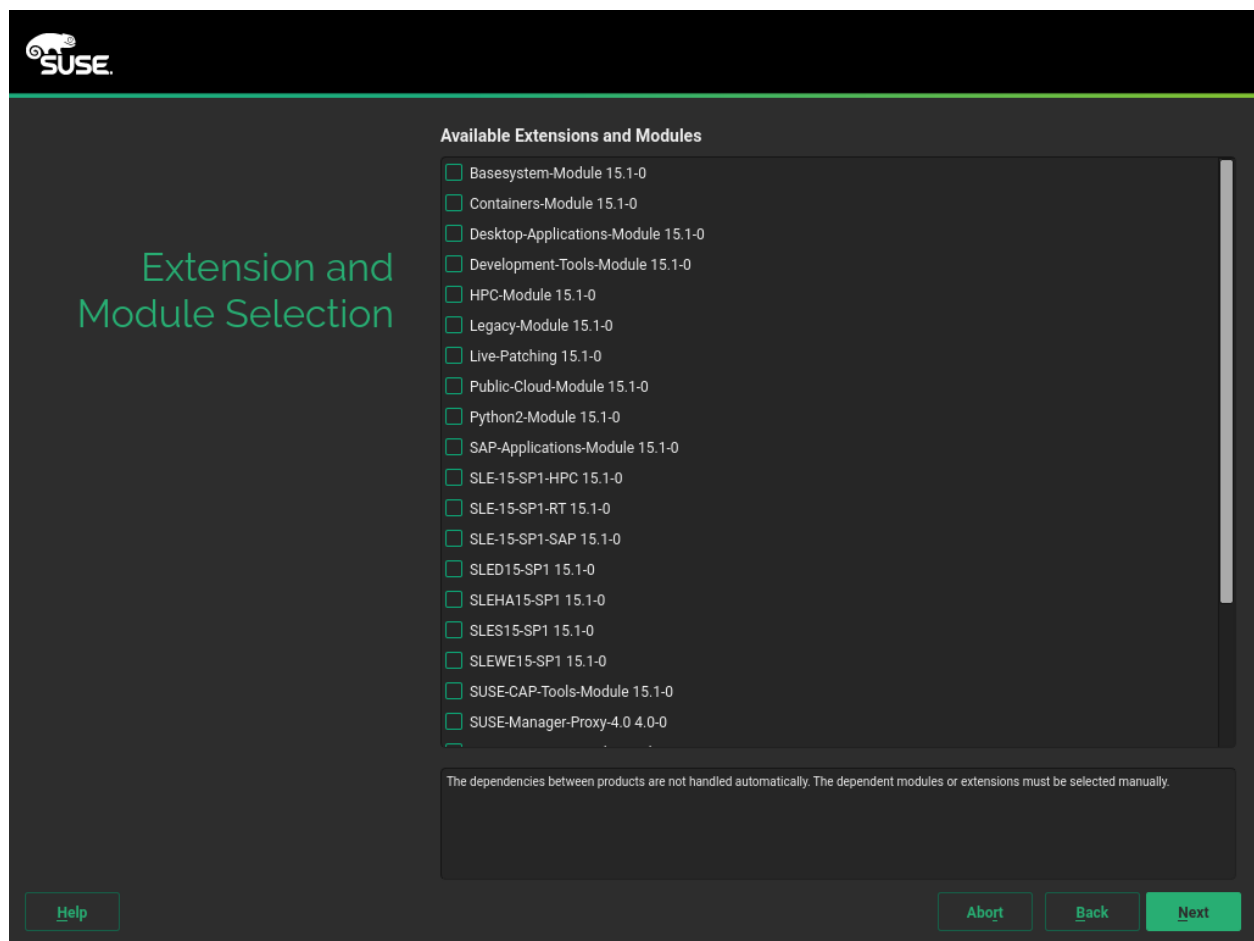 SUSE.
Extension and
Module Selection
Available Extensions and Modules
Basesystem-Module 15.1-0
Containers-Module 15.1-0
Desktop-Applications-Module 15.1-0
Development-Tools-Module 15.1-0
HPC-Module 15.1-0
Legacy-Module 15.1-0
Live-Patching 15.1-0
Public-Cloud-Module 15.1-0
Python2-Module 15.1-0
SAP-Applications-Module 15.1-0
SLE-15-SP1-HPC 15.1-0
SLE-15-SP1-RT 15.1-0
SLE-15-SP1-SAP 15.1-0
SLED15-SP1 15.1-0
SLEHA15-SP1 15.1-0
SLES15-SP1 15.1-0
SLEWE15-SP1 15.1-0
SUSE-CAP-Tools-Module 15.1-0
SUSE-Manager-Proxy-4.0 4.0-0
The dependencies between products are not handled automatically. The dependent modules or extensions must be selected manually.
Help
Abort
Back
Next